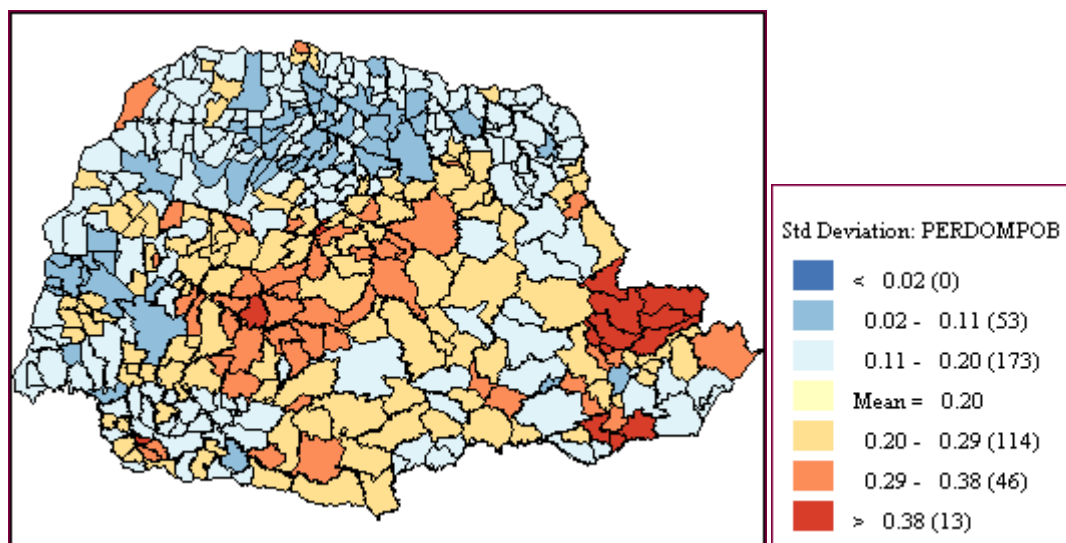 Std Deviation: PERDOMPOB
< 0.02 (0)
0.02 - 0.11 (53)
0.11 - 0.20 (173)
Mean = 0.20
0.20 - 0.29 (114)
0.29 - 0.38 (46)
> 0.38 (13)